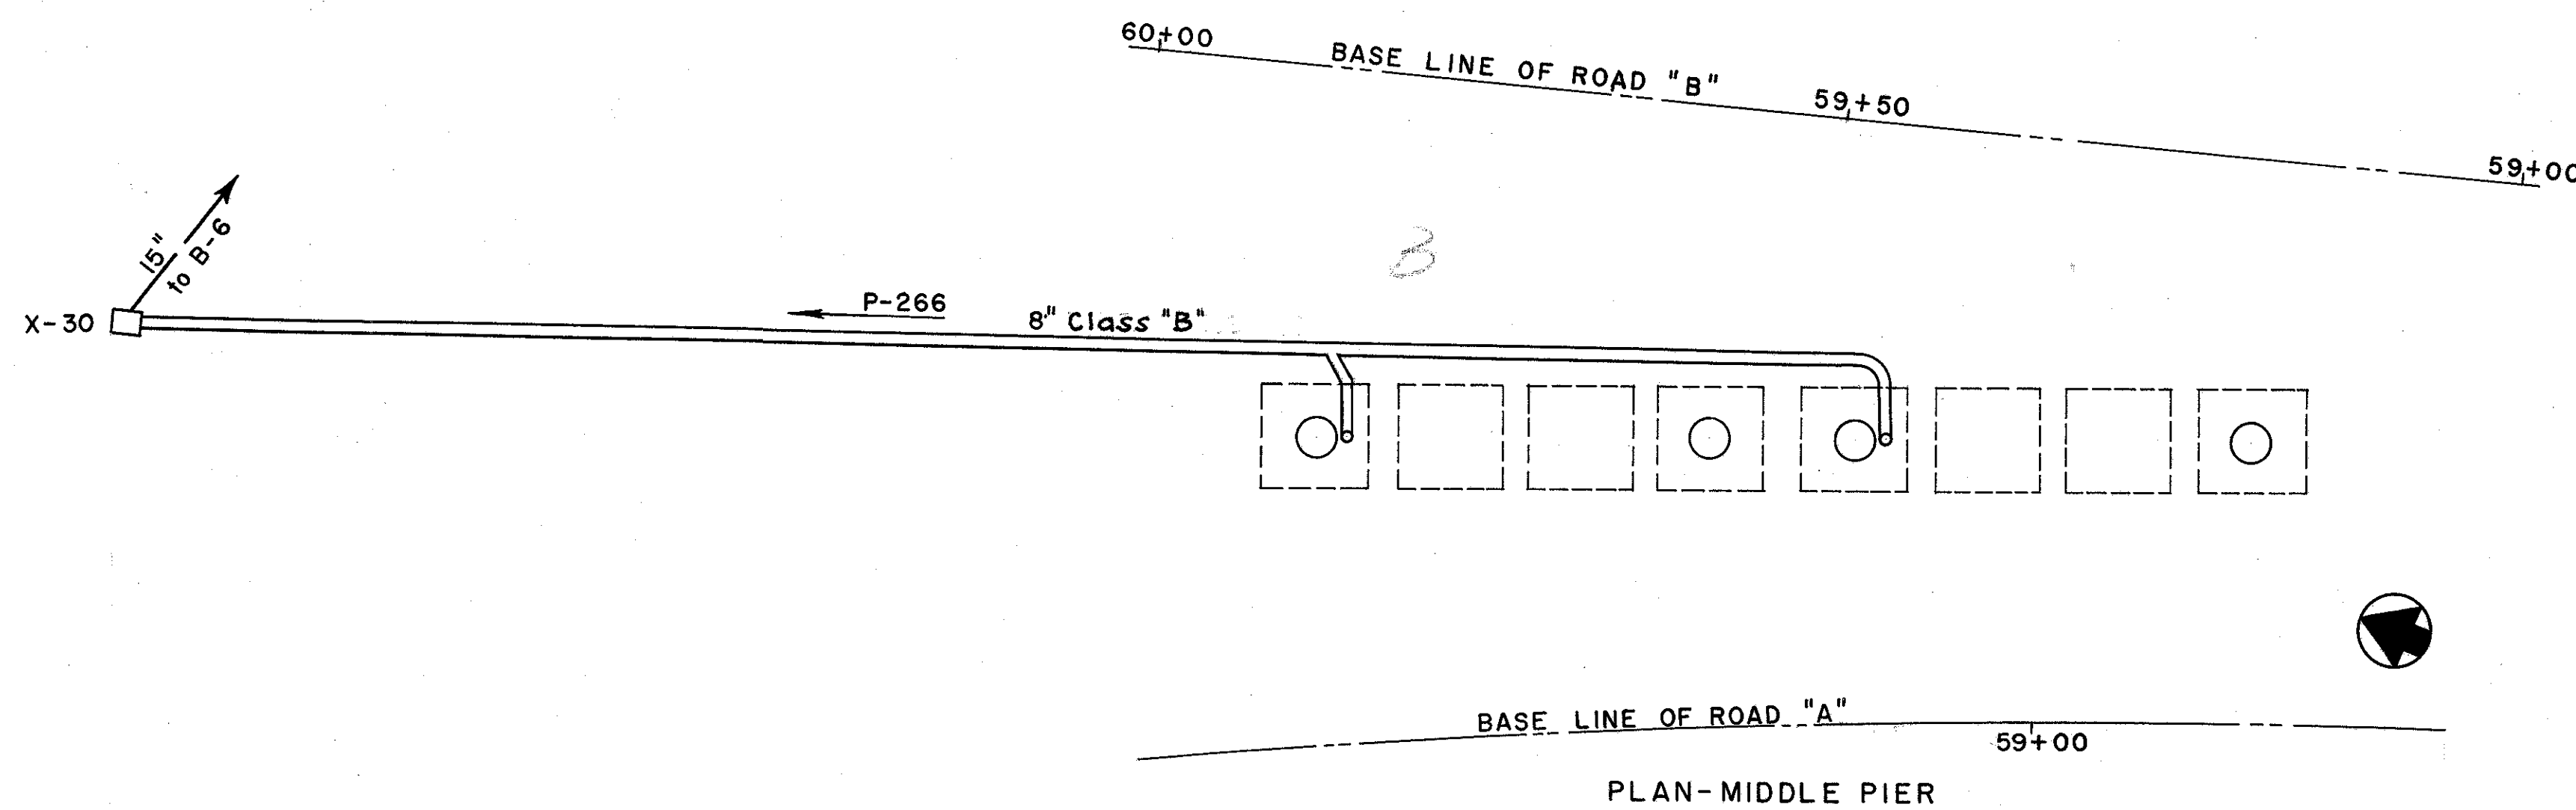 60+00
BASE LINE OF ROAD "B"
59+50
59+00
15"
to B-6
X-30
P-266
8" Class "B"
BASE LINE OF ROAD "A"
59+00
PLAN-MIDDLE PIER